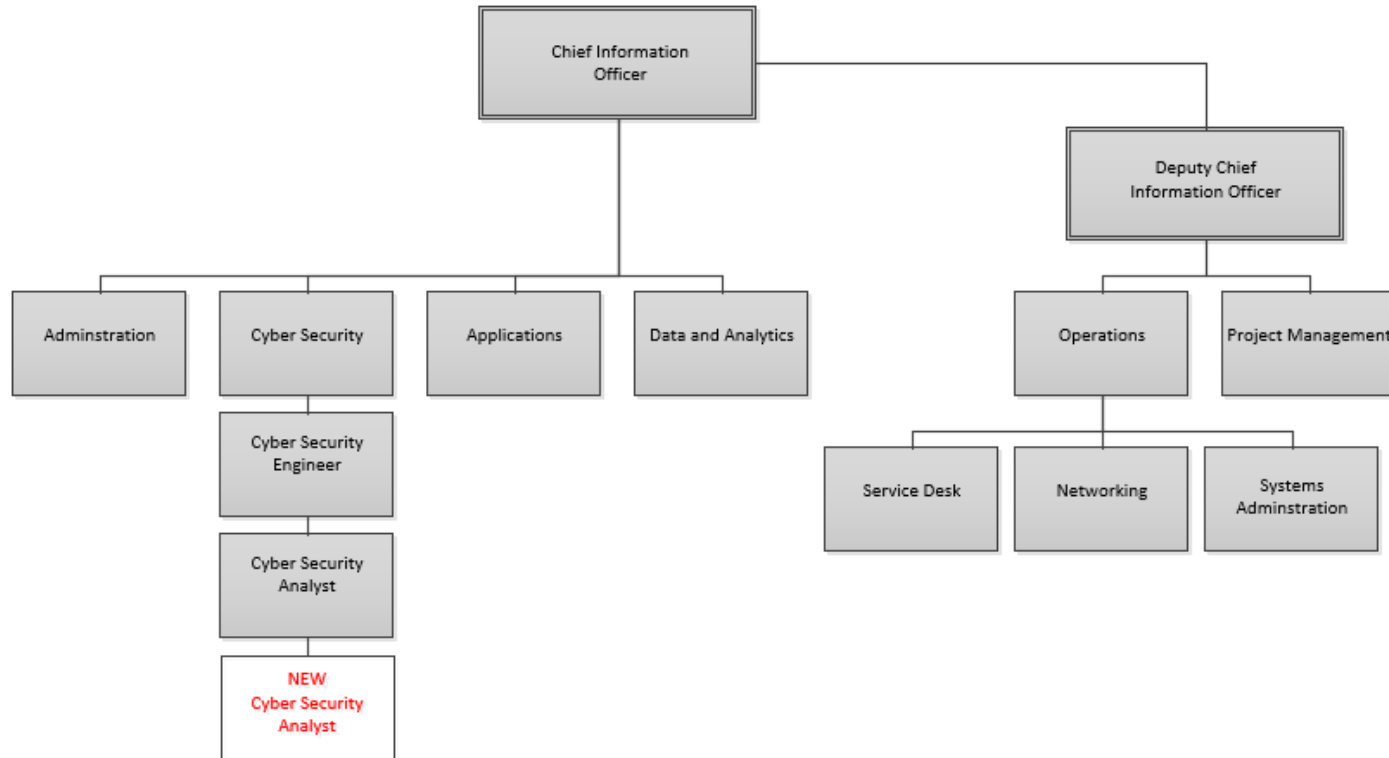 Chief Information
Officer
Deputy Chief
Information Officer
Adminstration
Cyber Security
Applications
Data and Analytics
Operations
Project Management
Cyber Security
Engineer
Service Desk
Networking
Systems
Adminstration
Cyber Security
Analyst
NEW
Cyber Security
Analyst